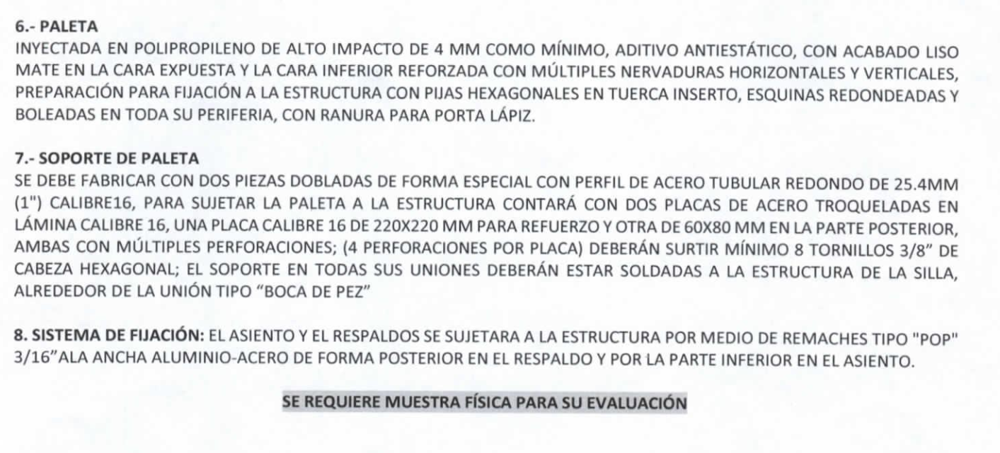 6.- PALETA
INYECTADA EN POLIPROPILENO DE ALTO IMPACTO DE 4 MM COMO MÍNIMO, ADITIVO ANTIESTÁTICO, CON ACABADO LISO
MATE EN LA CARA EXPUESTA Y LA CARA INFERIOR REFORZADA CON MÚLTIPLES NERVADURAS HORIZONTALES Y VERTICALES,
PREPARACIÓN PARA FIJACIÓN A LA ESTRUCTURA CON PIJAS HEXAGONALES EN TUERCA INSERTO, ESQUINAS REDONDEADAS Y
BOLEADAS EN TODA SU PERIFERIA, CON RANURA PARA PORTA LÁPIZ.
7.- SOPORTE DE PALETA
SE DEBE FABRICAR CON DOS PIEZAS DOBLADAS DE FORMA ESPECIAL CON PERFIL DE ACERO TUBULAR REDONDO DE 25.4MM
(1") CALIBRE16, PARA SUJETAR LA PALETA A LA ESTRUCTURA CONTARÁ CON DOS PLACAS DE ACERO TROQUELADAS EN
LÁMINA CALIBRE 16, UNA PLACA CALIBRE 16 DE 220X220 MM PARA REFUERZO Y OTRA DE 60X80 MM EN LA PARTE POSTERIOR,
AMBAS CON MÚLTIPLES PERFORACIONES; (4 PERFORACIONES POR PLACA) DEBERÁN SURTIR MÍNIMO 8 TORNILLOS 3/8" DE
CABEZA HEXAGONAL; EL SOPORTE EN TODAS SUS UNIONES DEBERÁN ESTAR SOLDADAS A LA ESTRUCTURA DE LA SILLA,
ALREDEDOR DE LA UNIÓN TIPO “BOCA DE PEZ”
8. SISTEMA DE FIJACIÓN: EL ASIENTO Y EL RESPALDOS SE SUJETARA A LA ESTRUCTURA POR MEDIO DE REMACHES TIPO "POP"
3/16”ALA ANCHA ALUMINIO-ACERO DE FORMA POSTERIOR EN EL RESPALDO Y POR LA PARTE INFERIOR EN EL ASIENTO.
SE REQUIERE MUESTRA FÍSICA PARA SU EVALUACIÓN